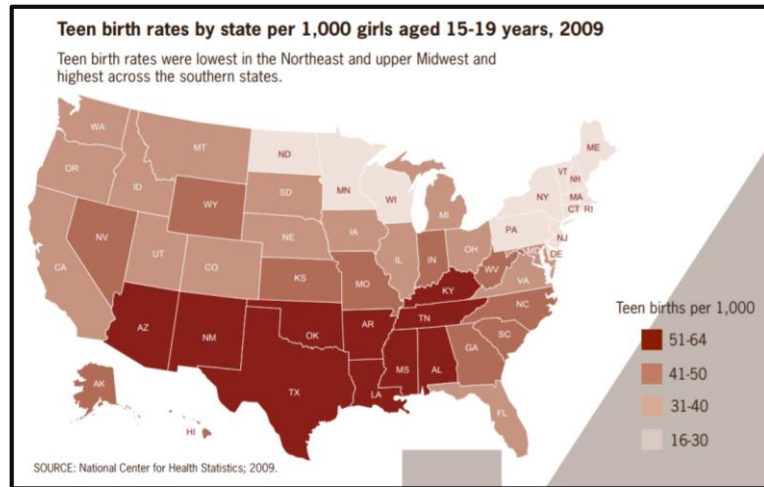 Teen birth rates by state per 1,000 girls aged 15-19 years, 2009
Teen birth rates were lowest in the Northeast and upper Midwest and
highest across the southern states.
WA
MT
ND
MN
WI
MI
ME
VT
NH
NY
MA
CT RI
OR
ID
SD
WY
PA
NJ
NV
NE
IA
IL
IN
OH
MD
DE
CA
UT
CO
KS
MO
WV
VA
KY
NC
AZ
NM
OK
AR
TN
SC
TX
LA
MS
AL
GA
FL
AK
HI
Teen births per 1,000
51-64
41-50
31-40
16-30
SOURCE: National Center for Health Statistics; 2009.